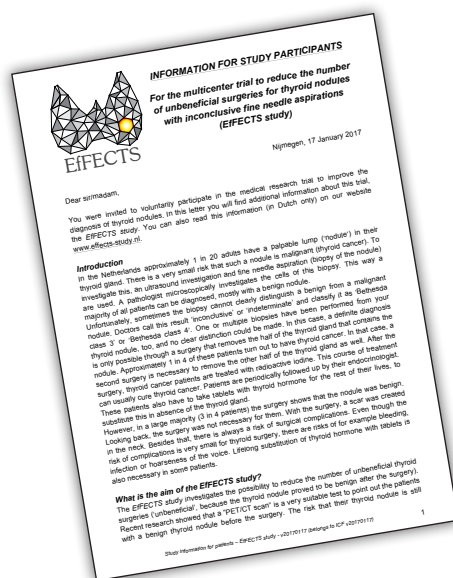 INFORMATION FOR STUDY PARTICIPANTS
For the multicenter trial to reduce the number
of unbeneficial surgeries for thyroid nodules
with inconclusive fine needle aspirations
(EfFECTS study)
EfFECTS
Nijmegen, 17 January 2017
Dear sir/madam,
You were invited to voluntarily participate in the medical research trial to improve the
diagnosis of thyroid nodules. In this letter you will find additional information about this trial,
the EfFECTS study. You can also read this information (in Dutch only) on our website
www.effects-study.nl.
Introduction
In the Netherlands approximately 1 in 20 adults have a palpable lump ('nodule') in their
thyroid gland. There is a very small risk that such a nodule is malignant (thyroid cancer). To
investigate this, an ultrasound investigation and fine needle aspiration (biopsy of the nodule)
are used. A pathologist microscopically investigates the cells of this biopsy. This way a
majority of all patients can be diagnosed, mostly with a benign nodule.
Unfortunately, sometimes the biopsy cannot clearly distinguish a benign from a malignant
nodule. Doctors call this result 'inconclusive' or 'indeterminate' and classify it as 'Bethesda
class 3' or 'Bethesda class 4'. One or multiple biopsies have been performed from your
thyroid nodule, too, and no clear distinction could be made. In this case, a definite diagnosis
is only possible through a surgery that removes the half of the thyroid gland that contains the
nodule. Approximately 1 in 4 of these patients turn out to have thyroid cancer. In that case, a
second surgery is necessary to remove the other half of the thyroid gland as well. After the
surgery, thyroid cancer patients are treated with radioactive iodine. This course of treatment
can usually cure thyroid cancer. Patients are periodically followed up by their endocrinologist.
These patients also have to take tablets with thyroid hormone for the rest of their lives, to
substitute this in absence of the thyroid gland.
However, in a large majority (3 in 4 patients) the surgery shows that the nodule was benign.
Looking back, the surgery was not necessary for them. With the surgery, a scar was created
in the neck. Besides that, there is always a risk of surgical complications. Even though the
risk of complications is very small for thyroid surgery, there are risks of for example bleeding,
infection or hoarseness of the voice. Lifelong substitution of thyroid hormone with tablets is
also necessary in some patients.
What is the aim of the EfFECTS study?
The EfFECTS study investigates the possibility to reduce the number of unbeneficial thyroid
surgeries ('unbeneficial', because the thyroid nodule proved to be benign after the surgery).
Recent research showed that a "PET/CT scan" is a very suitable test to point out the patients
with a benign thyroid nodule before the surgery. The risk that their thyroid nodule is still
1
Study information for patients – EfFECTS study - v20170117 (belongs to ICF v20170117)